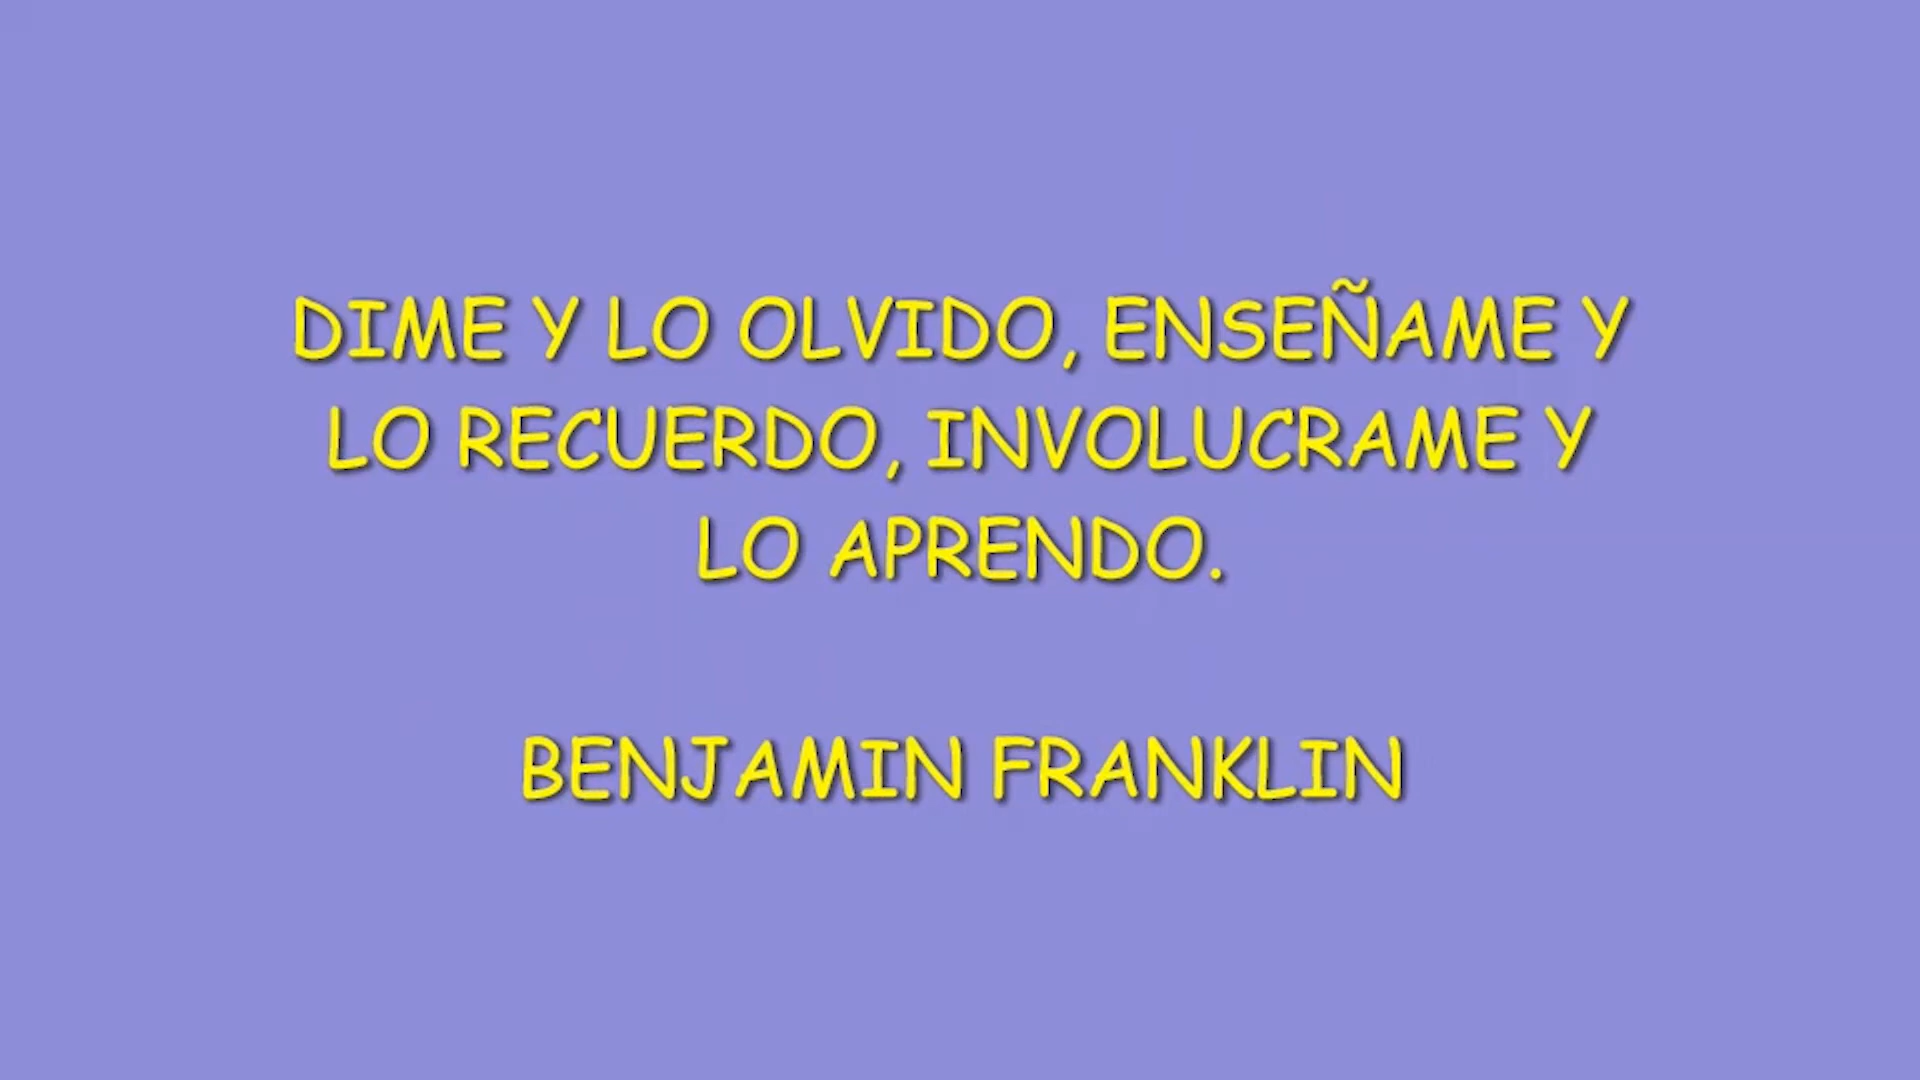 DIME Y LO OLVIDO, ENSEÑAME Y
LO RECUERDO, INVOLUCRAME Y
LO APRENDO.
BENJAMIN FRANKLIN